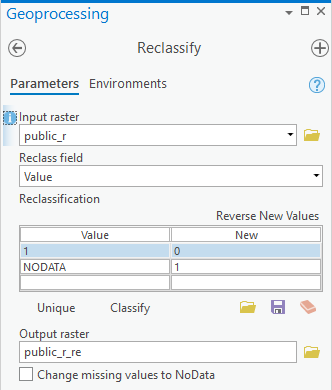 Geoprocessing
Reclassify
Parameters Environments
Input raster
public_r
Reclass field
Value
Reclassification
Reverse New Values
Value New
1 0
NODATA 1
Unique Classify
Output raster
public_r_re
Change missing values to NoData